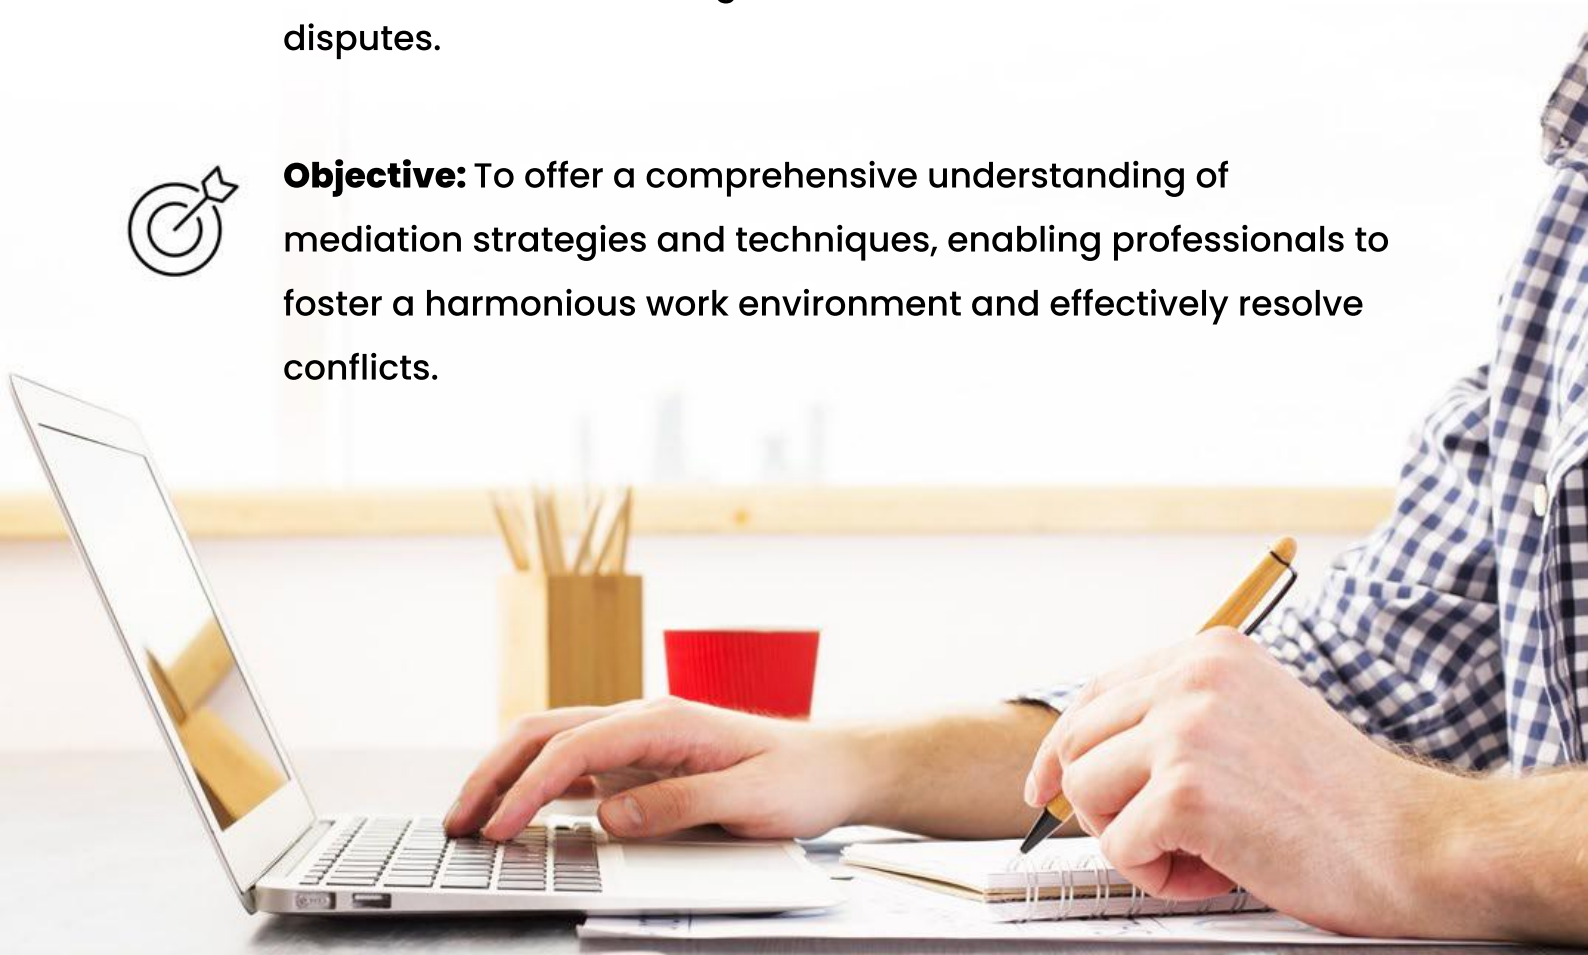 disputes.
Objective: To offer a comprehensive understanding of
mediation strategies and techniques, enabling professionals to
foster a harmonious work environment and effectively resolve
conflicts.